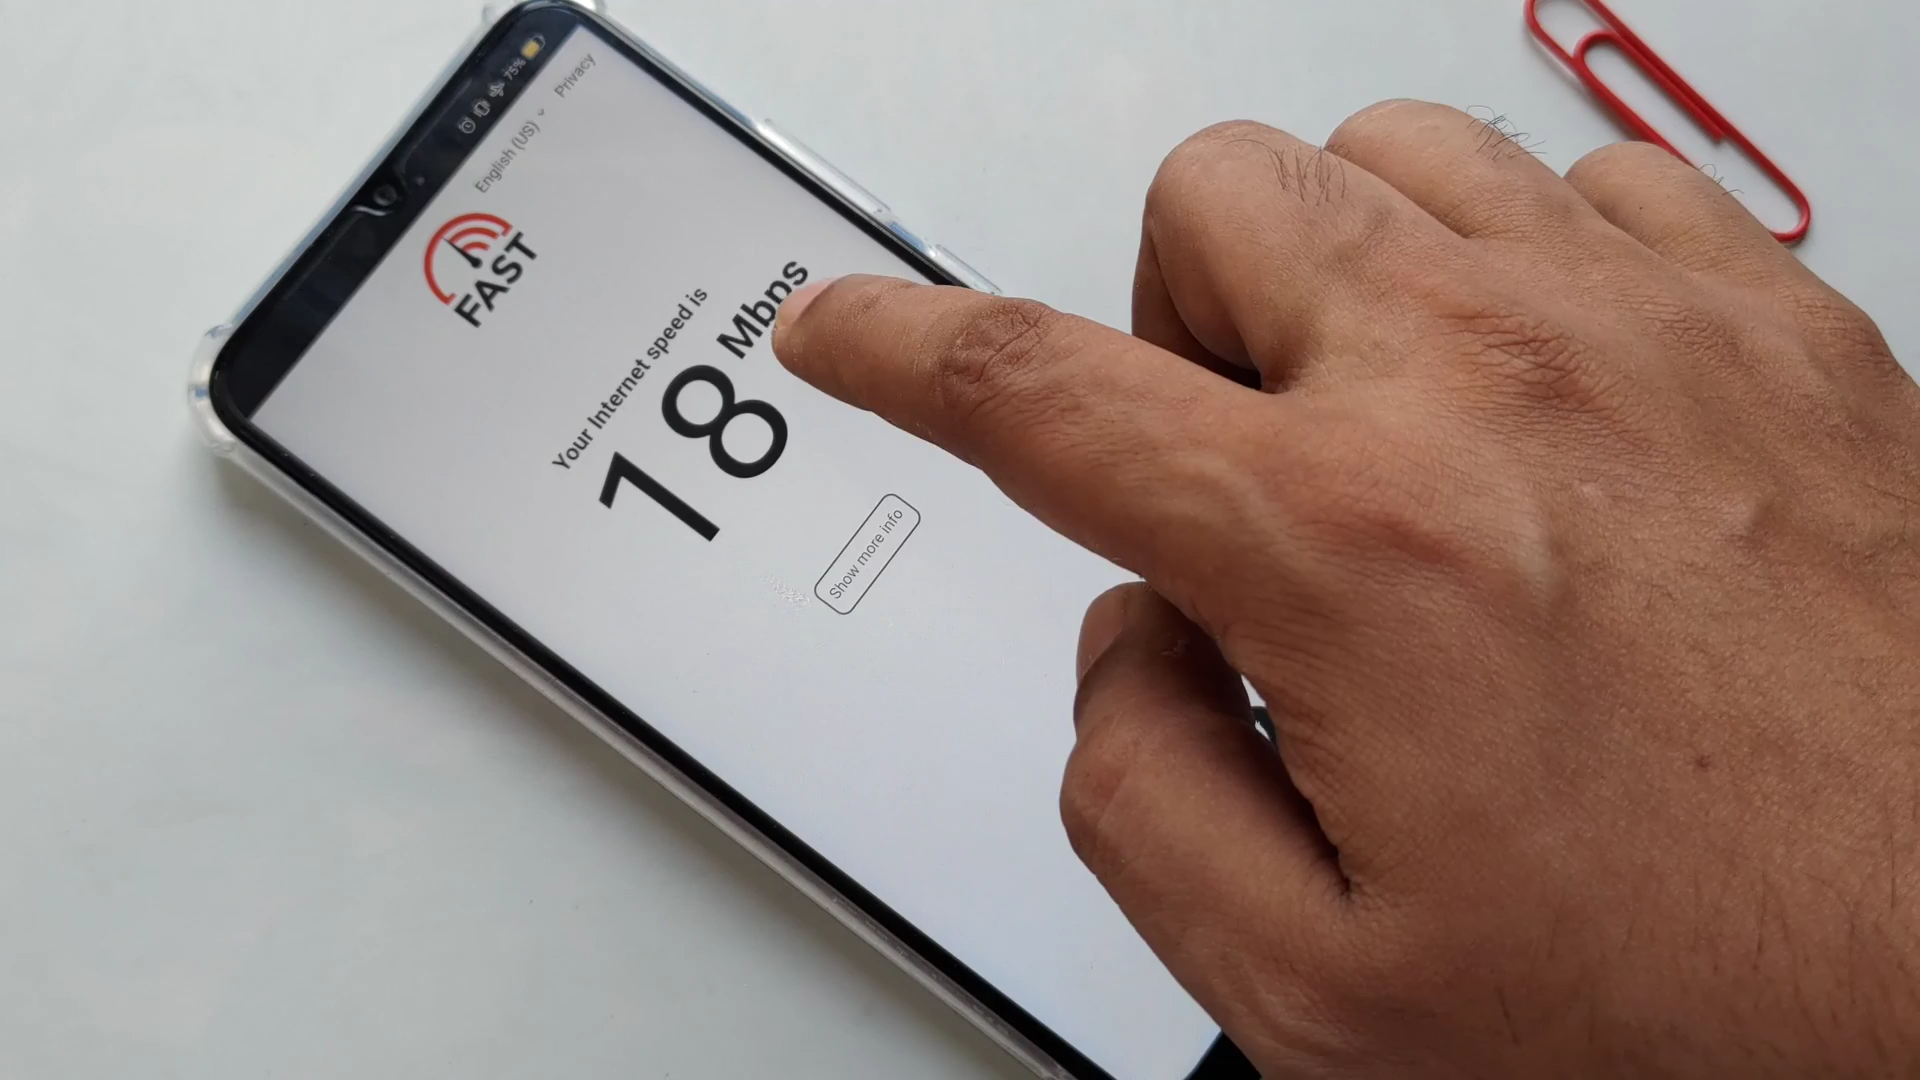 75%
English (US)
Privacy
FAST
Your Internet speed is
18 Mbps
Show more info